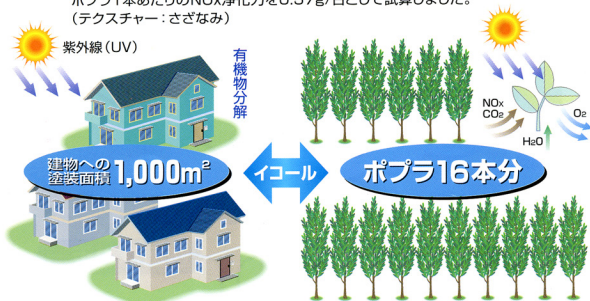 ポプラ1本あたりのNOx浄化力を0.57g/日として試算しました。
(テクスチャー:さざなみ)
紫外線(UV)
有機物分解
NOx
CO2
O2
H2O
建物への
塗装面積 1,000m²
イコール
ポプラ16本分